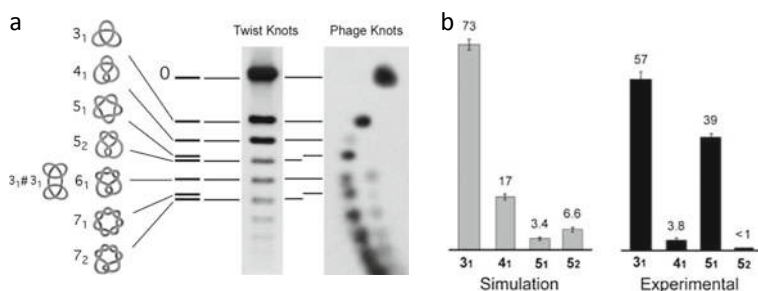 a
Twist Knots
Phage Knots
3₁
0
4₁
5₁
5₂
3₁#3₁
6₁
7₁
7₂
b
73
17
3.4
6.6
3₁ 4₁ 5₁ 5₂
Simulation
57
3.8
39
<1
3₁ 4₁ 5₁ 5₂
Experimental